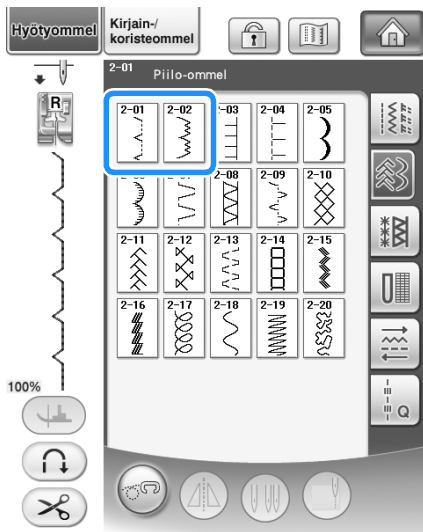 Hyötyommel
Kirjain-/
koristeommel
2-01
Piilo-ommel
R
2-01 2-02 -03 2-04 2-05
2-08 2-09 2-10
2-11 2-12 2-13 2-14 2-15
2-16 2-17 2-18 2-19 2-20
Q
100%